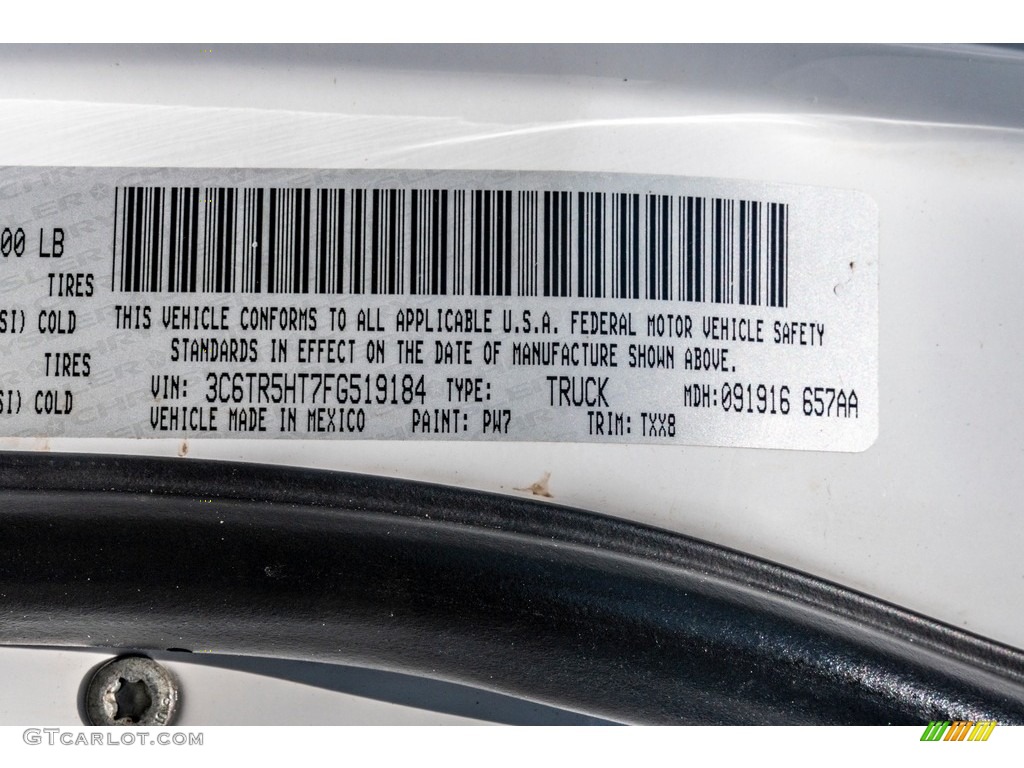 00 LB
TIRES
SI) COLD
TIRES
SI) COLD
THIS VEHICLE CONFORMS TO ALL APPLICABLE U.S.A. FEDERAL MOTOR VEHICLE SAFETY
STANDARDS IN EFFECT ON THE DATE OF MANUFACTURE SHOWN ABOVE.
VIN: 3C6TR5HT7FG519184 TYPE: TRUCK MDH:091916 657AA
VEHICLE MADE IN MEXICO PAINT: PW7 TRIM: TXX8
GTCARLOT.COM